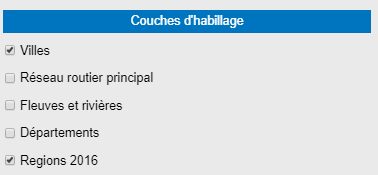 Couches d'habillage
Villes
Réseau routier principal
Fleuves et rivières
Départements
Regions 2016